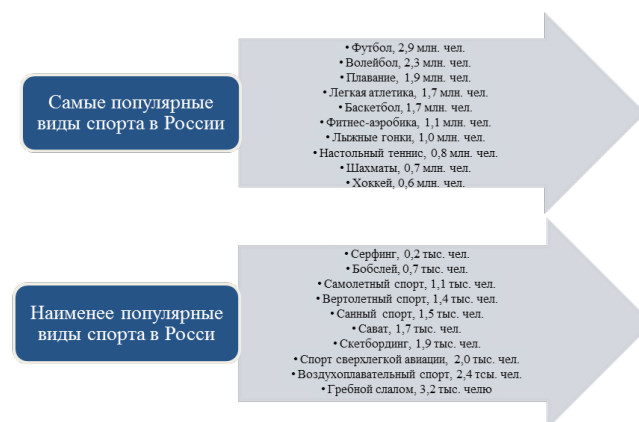 Самые популярные
виды спорта в России
• Футбол, 2,9 млн. чел.
• Волейбол, 2,3 млн. чел.
• Плавание, 1,9 млн. чел.
• Легкая атлетика, 1,7 млн. чел.
• Баскетбол, 1,7 млн. чел.
• Фитнес-аэробика, 1,1 млн. чел.
• Лыжные гонки, 1,0 млн. чел.
• Настольный теннис, 0,8 млн. чел.
• Шахматы, 0,7 млн. чел.
• Хоккей, 0,6 млн. чел.
Наименее популярные
виды спорта в Росси
• Серфинг, 0,2 тыс. чел.
• Бобслей, 0,7 тыс. чел.
• Самолетный спорт, 1,1 тыс. чел.
• Вертолетный спорт, 1,4 тыс. чел.
• Санный спорт, 1,5 тыс. чел.
• Сават, 1,7 тыс. чел.
• Скетбординг, 1,9 тыс. чел.
• Спорт сверхлегкой авиации, 2,0 тыс. чел.
• Воздухоплавательный спорт, 2,4 тсы. чел.
• Гребной слалом, 3,2 тыс. челю